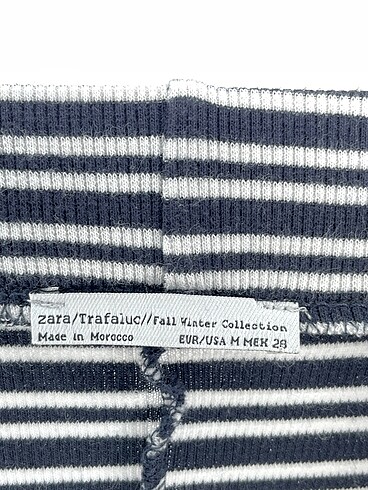 zara/Trafaluc//Fall Winter Collection
Made in Morocco EUR/USA M MEX 28